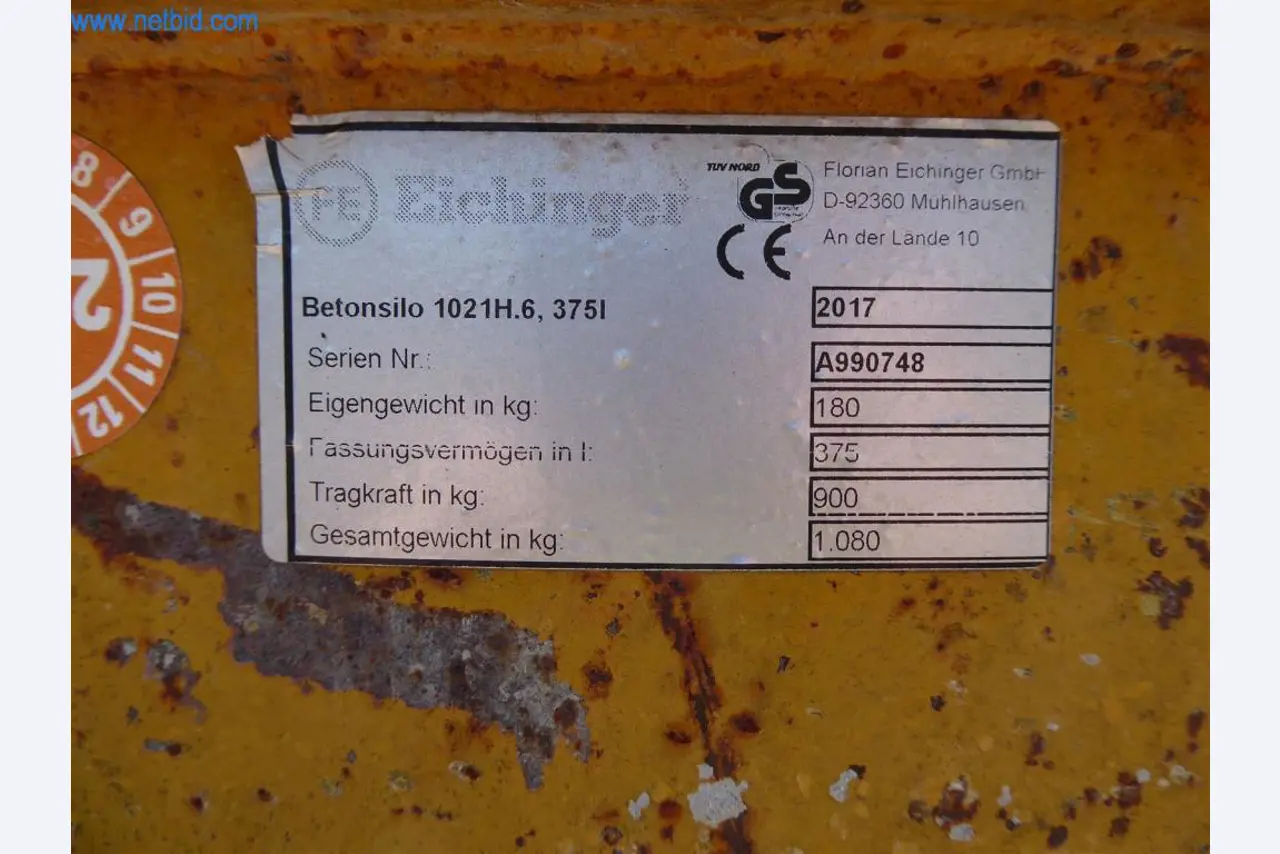 www.netbid.com
FE Eichinger
TÜV NORD
GS
CE
Florian Eichinger GmbH
D-92360 Mühlhausen
An der Lände 10
Betonsilo 1021H.6, 375l 2017
Serien Nr.: A990748
Eigengewicht in kg: 180
Fassungsvermögen in l: 375
Tragkraft in kg: 900
Gesamtgewicht in kg: 1.080
8
9
10
11
12
2